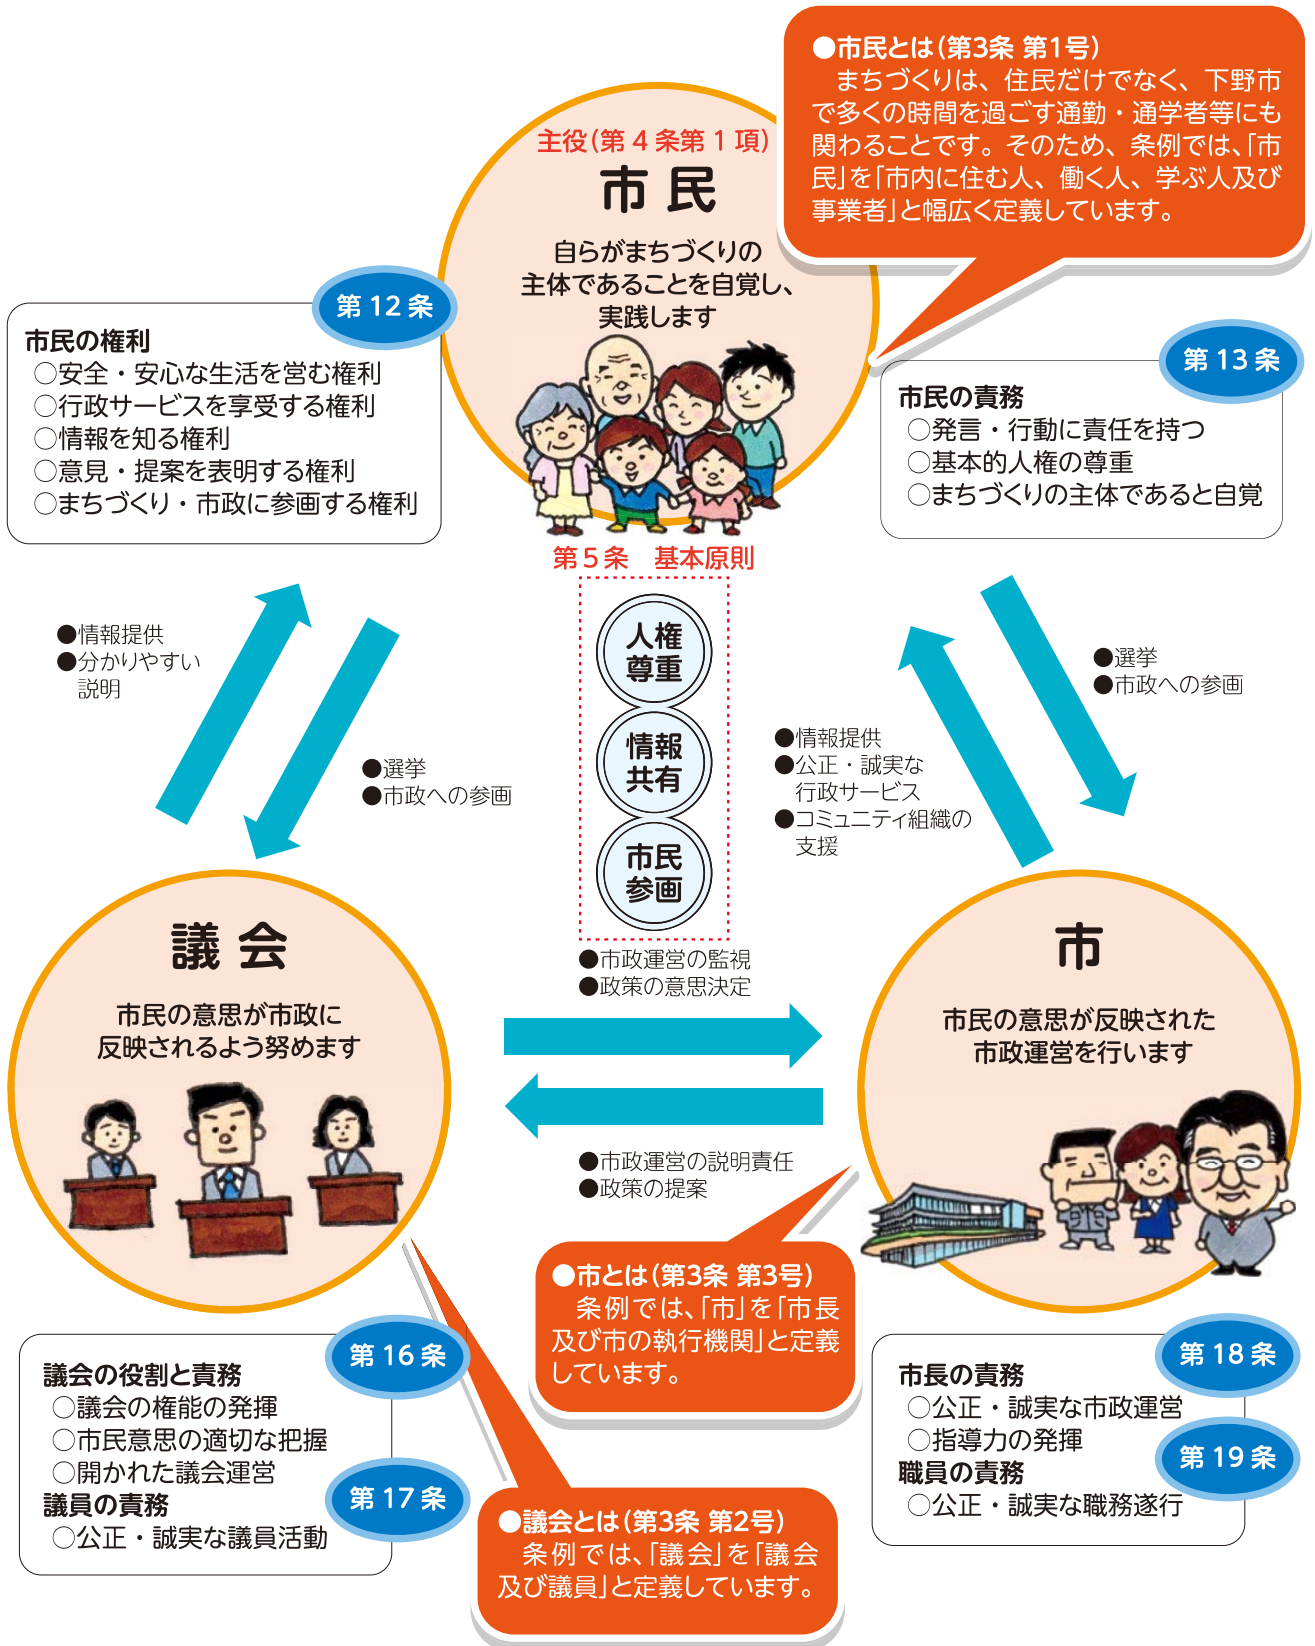 ●市民とは(第3条 第1号)
まちづくりは、住民だけでなく、下野市
で多くの時間を過ごす通勤・通学者等にも
関わることです。そのため、条例では、「市
民」を「市内に住む人、働く人、学ぶ人及び
事業者」と幅広く定義しています。
主役(第4条第1項)
市民
自らがまちづくりの
主体であることを自覚し、
実践します
第12条
市民の権利
○安全・安心な生活を営む権利
○行政サービスを享受する権利
○情報を知る権利
○意見・提案を表明する権利
○まちづくり・市政に参画する権利
第13条
市民の責務
○発言・行動に責任を持つ
○基本的人権の尊重
○まちづくりの主体であると自覚
第5条 基本原則
人権
尊重
情報
共有
市民
参画
●情報提供
●分かりやすい
説明
●選挙
●市政への参画
●情報提供
●公正・誠実な
行政サービス
●コミュニティ組織の
支援
●選挙
●市政への参画
議会
市民の意思が市政に
反映されるよう努めます
●市政運営の監視
●政策の意思決定
●市政運営の説明責任
●政策の提案
市
市民の意思が反映された
市政運営を行います
●市とは(第3条 第3号)
条例では、「市」を「市長
及び市の執行機関」と定義
しています。
第16条
議会の役割と責務
○議会の権能の発揮
○市民意思の適切な把握
○開かれた議会運営
第17条
議員の責務
○公正・誠実な議員活動
●議会とは(第3条 第2号)
条例では、「議会」を「議会
及び議員」と定義しています。
第18条
市長の責務
○公正・誠実な市政運営
○指導力の発揮
第19条
職員の責務
○公正・誠実な職務遂行